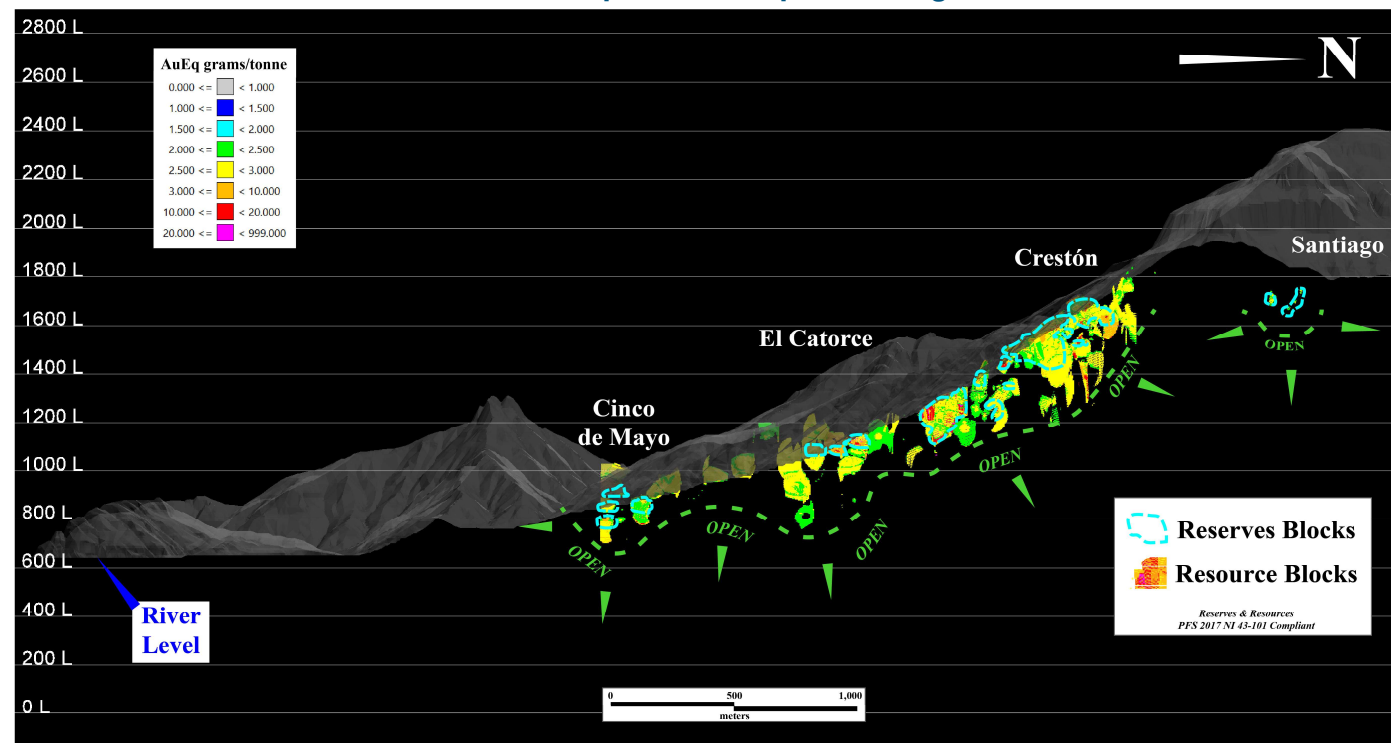 2800 L
2600 L
2400 L
2200 L
2000 L
1800 L
1600 L
1400 L
1200 L
1000 L
800 L
600 L
400 L
200 L
0 L
AuEq grams/tonne
0.000 <= < 1.000
1.000 <= < 1.500
1.500 <= < 2.000
2.000 <= < 2.500
2.500 <= < 3.000
3.000 <= < 10.000
10.000 <= < 20.000
20.000 <= < 999.000
N
Santiago
Crestón
El Catorce
Cinco
de Mayo
OPEN
OPEN
OPEN
OPEN
OPEN
OPEN
River
Level
Reserves Blocks
Resource Blocks
Reserves & Resources
PFS 2017 NI 43-101 Compliant
0 500 1,000
meters